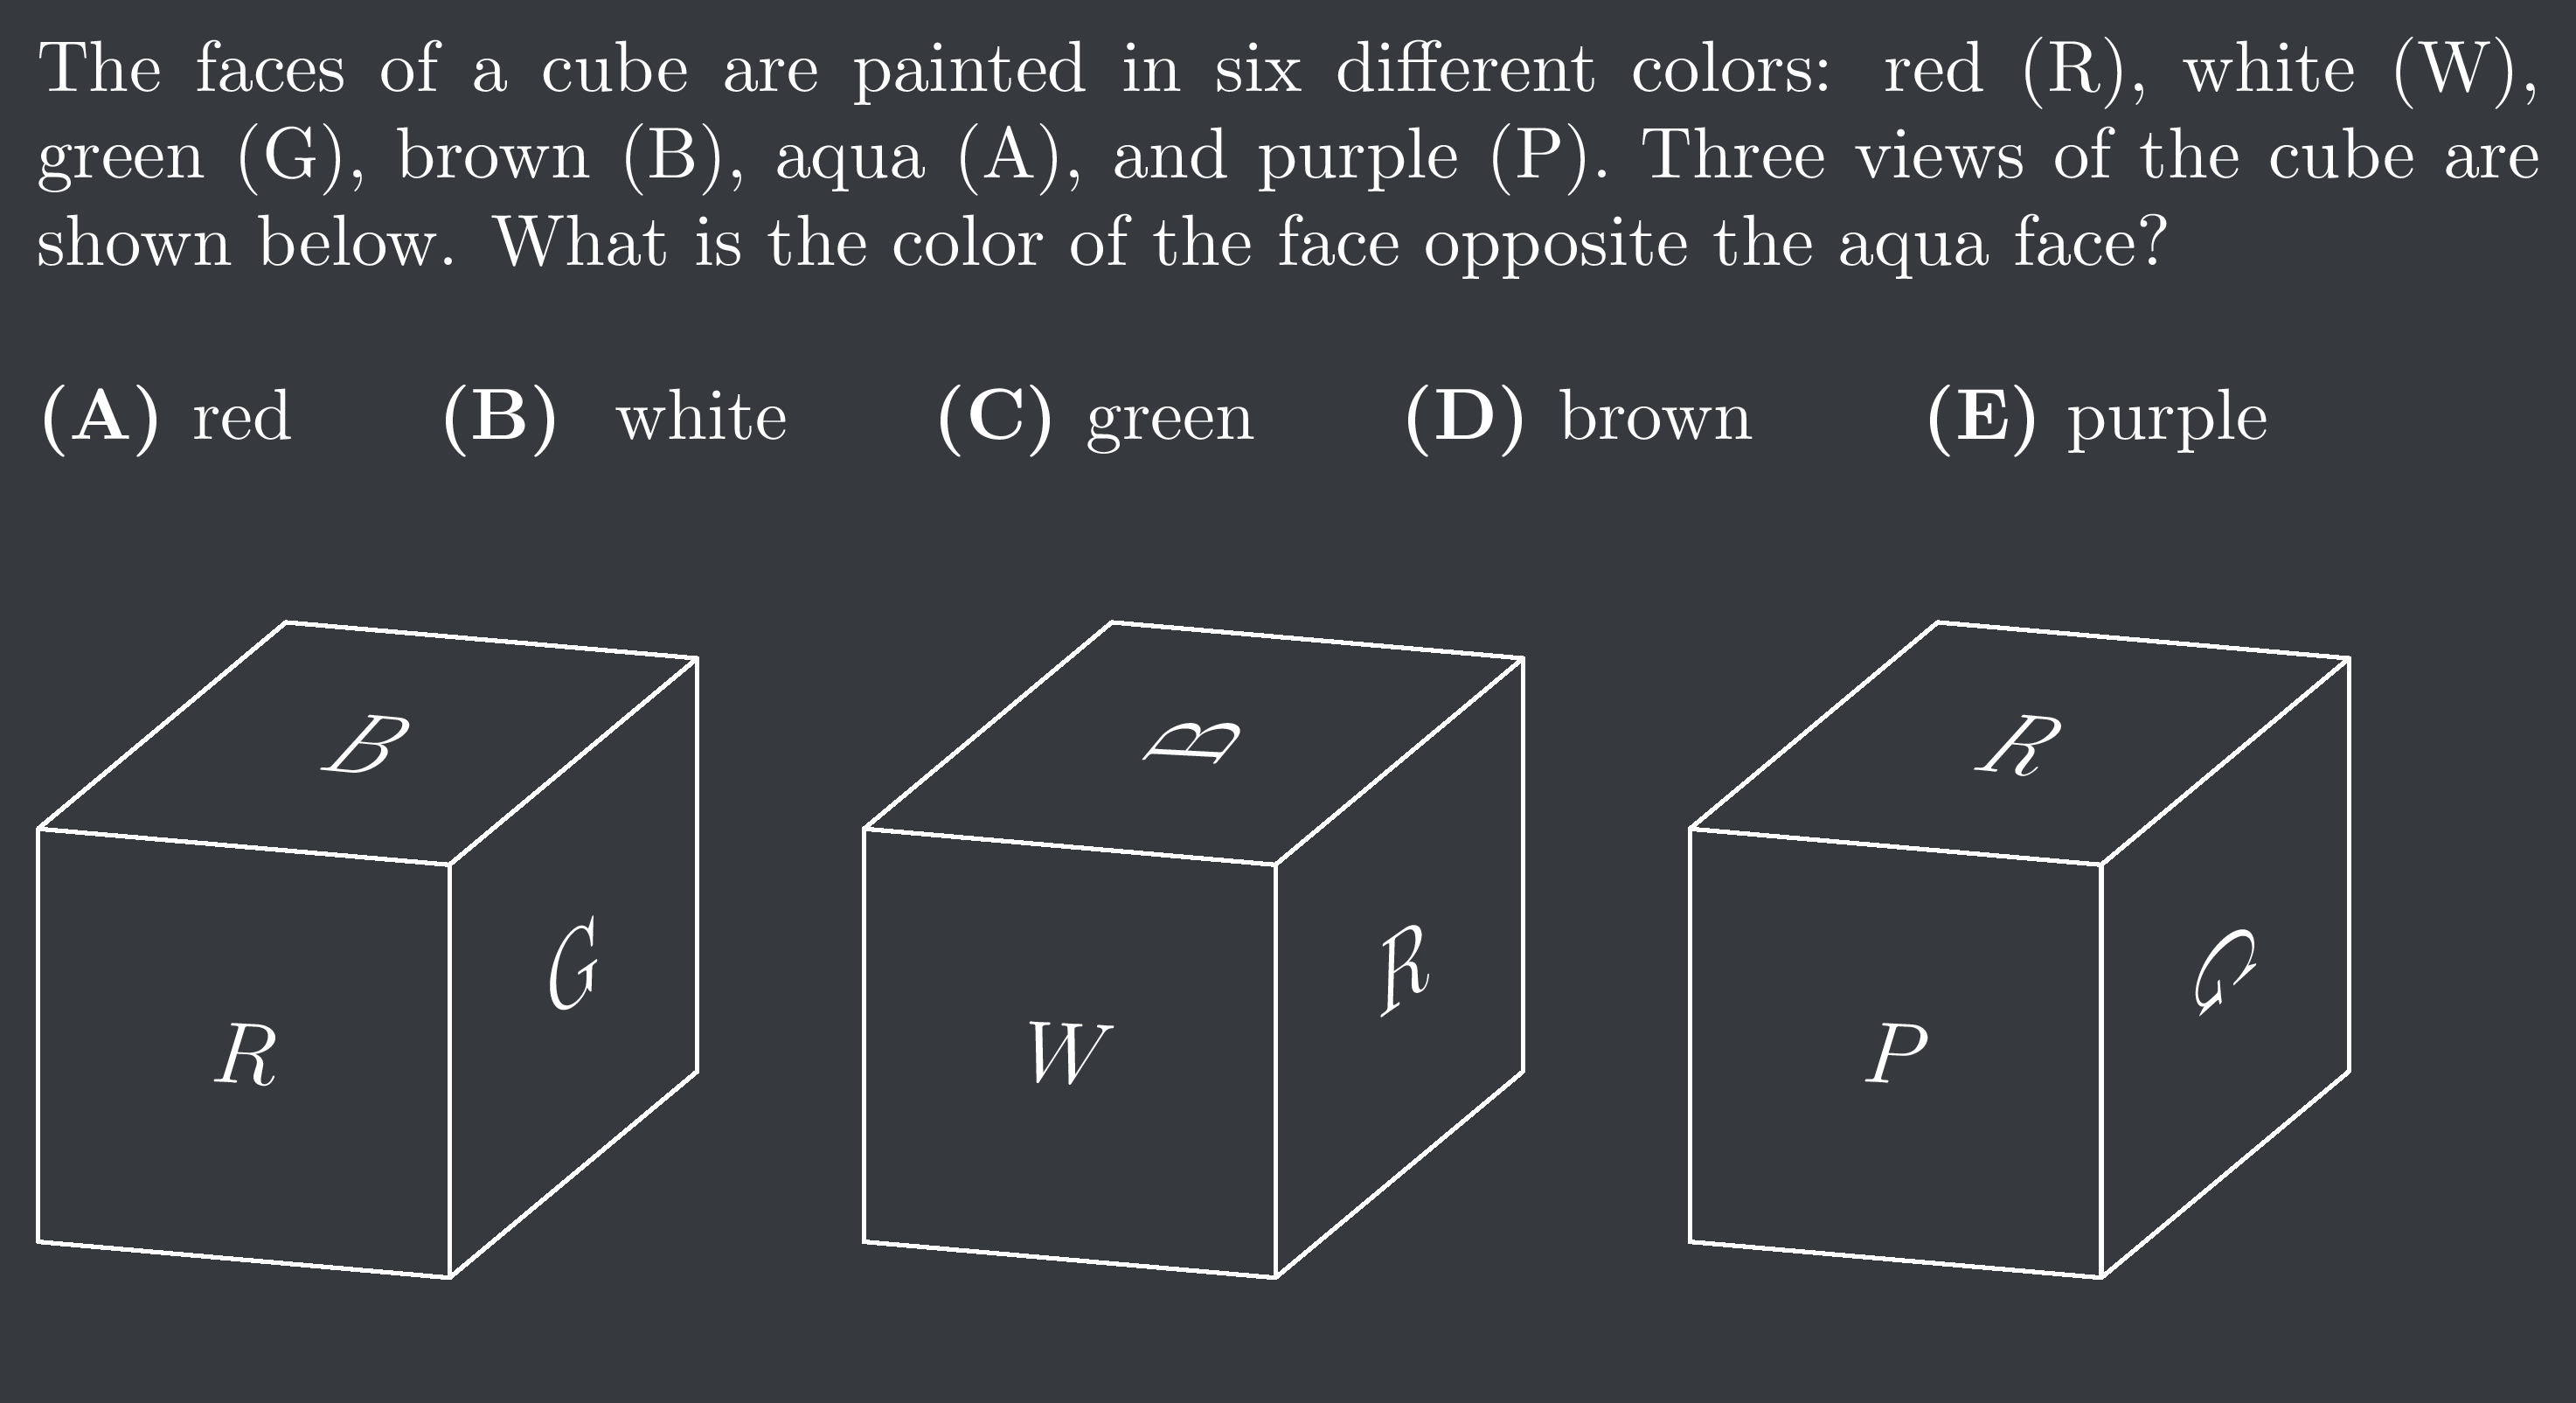 The faces of a cube are painted in six different colors: red (R), white (W),
green (G), brown (B), aqua (A), and purple (P). Three views of the cube are
shown below. What is the color of the face opposite the aqua face?
(A) red (B) white (C) green (D) brown (E) purple
B
R
G
B
W
R
R
P
G